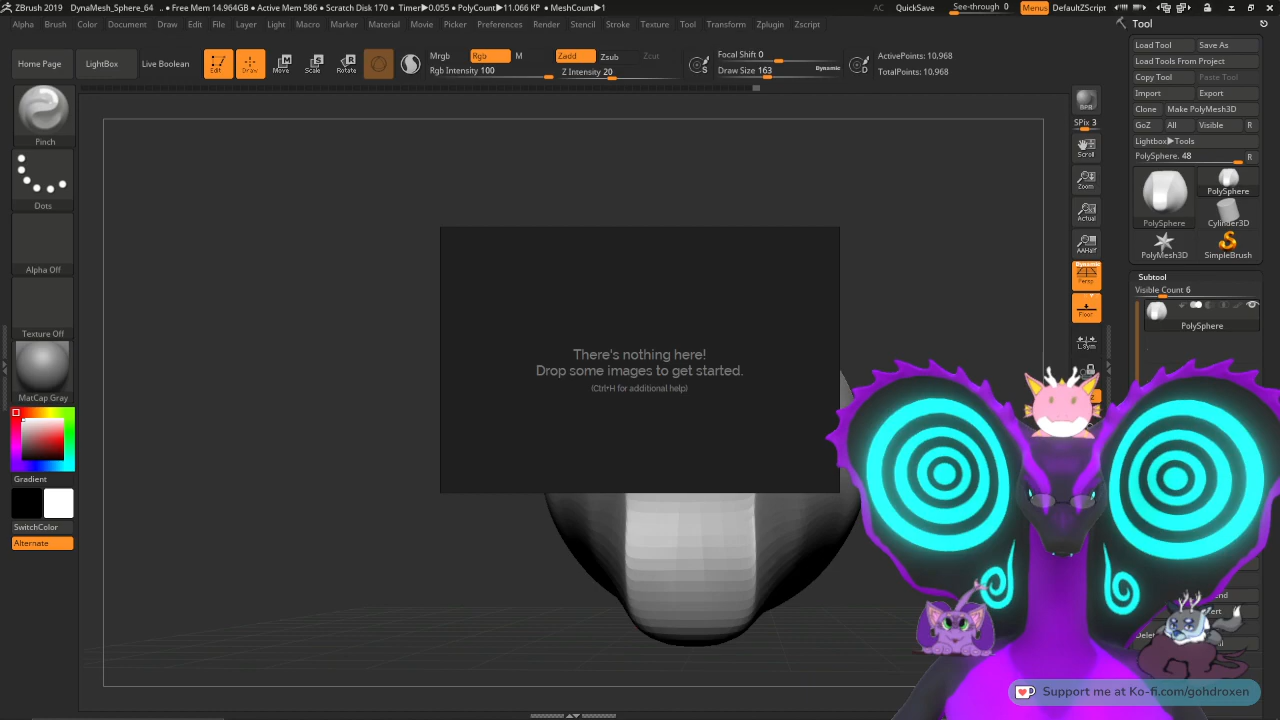 ZBrush 2019 DynaMesh_Sphere_64 .. • Free Mem 14.964GB • Active Mem 586 • Scratch Disk 170 • Timer▶0.055 • PolyCount▶11.066 KP • MeshCount▶1 AC QuickSave See-through 0 Menus DefaultZScript
Alpha Brush Color Document Draw Edit File Layer Light Macro Marker Material Movie Picker Preferences Render Stencil Stroke Texture Tool Transform Zplugin Zscript
Tool
Home Page LightBox Live Boolean Edit Draw Move Scale Rotate
Mrgb Rgb M Zadd Zsub Zcut
Rgb Intensity 100 Z Intensity 20
Focal Shift 0
Draw Size 163 Dynamic
S D
ActivePoints: 10,968
TotalPoints: 10,968
Load Tool Save As
Load Tools From Project
Copy Tool Paste Tool
Import Export
Clone Make PolyMesh3D
GoZ All Visible R
Lightbox▶Tools
PolySphere. 48 R
PolySphere PolySphere
Cylinder3D
PolyMesh3D SimpleBrush
Subtool
Visible Count 6
PolySphere
BPR
SPix 3
Scroll
Zoom
Actual
AAHalf
Dynamic
Persp
Floor
L.Sym
Pinch
Dots
Alpha Off
Texture Off
MatCap Gray
Gradient
SwitchColor
Alternate
There's nothing here!
Drop some images to get started.
(Ctrl+H for additional help)
Support me at Ko-fi.com/gohdroxen